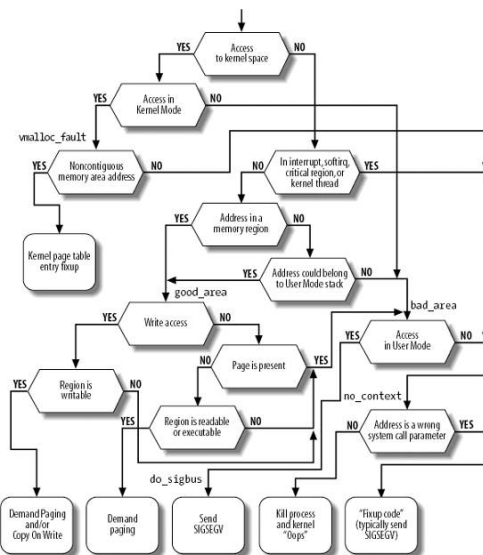 Access
to kernel space
YES
NO
Access in
Kernel Mode
YES
NO
vmalloc_fault
Noncontiguous
memory area address
YES
NO
In interrupt, softirq,
critical region, or
kernel thread
NO
YES
Kernel page table
entry fixup
Address in a
memory region
YES
NO
Address could belong
to User Mode stack
YES
NO
good_area
bad_area
Write access
YES
NO
Access
in User Mode
YES
NO
Page is present
NO
YES
Region is
writable
YES
NO
Region is readable
or executable
YES
NO
no_context
Address is a wrong
system call parameter
NO
YES
do_sigbus
Demand Paging
and/or
Copy On Write
Demand
paging
Send
SIGSEGV
Kill process
and kernel
"Oops"
"Fixup code"
(typically send
SIGSEGV)